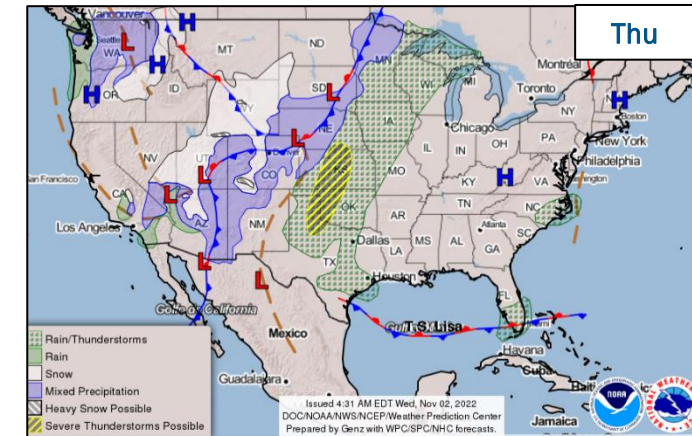 Thu
Vancouver
H
Seattle
WA
L
H
H
OR
MT
ID
ND
MN
SD
L
WI
MI
Montréal
Toronto
H
Boston
NY
New York
Philadelphia
Washington
NV
UT
L
L
NE
IA
Chicago
IL
IN
OH
PA
San Francisco
CA
L
Denver
CO
KS
MO
KY
H
VA
Los Angeles
AZ
NM
OK
AR
TN
NC
SC
L
L
TX
Dallas
LA
MS
AL
Atlanta
GA
Houston
FL
Golfo de California
Mexico
T.S. Lisa
Miami
Havana
Cuba
Guadalajara
Jamaica
Rain/Thunderstorms
Rain
Snow
Mixed Precipitation
Heavy Snow Possible
Severe Thunderstorms Possible
Issued 4:31 AM EDT Wed, Nov 02, 2022
DOC/NOAA/NWS/NCEP/Weather Prediction Center
Prepared by Genz with WPC/SPC/NHC forecasts.
NOAA